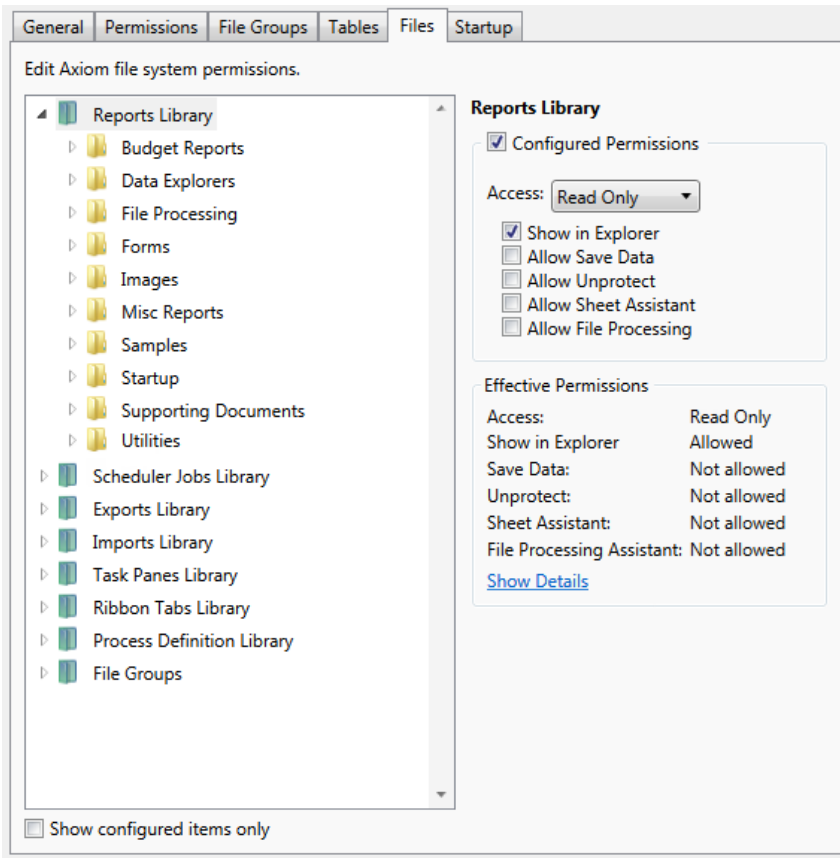 General Permissions File Groups Tables Files Startup
Edit Axiom file system permissions.
Reports Library
Budget Reports
Data Explorers
File Processing
Forms
Images
Misc Reports
Samples
Startup
Supporting Documents
Utilities
Scheduler Jobs Library
Exports Library
Imports Library
Task Panes Library
Ribbon Tabs Library
Process Definition Library
File Groups
Show configured items only
Reports Library
Configured Permissions
Access: Read Only
Show in Explorer
Allow Save Data
Allow Unprotect
Allow Sheet Assistant
Allow File Processing
Effective Permissions
Access: Read Only
Show in Explorer Allowed
Save Data: Not allowed
Unprotect: Not allowed
Sheet Assistant: Not allowed
File Processing Assistant: Not allowed
Show Details